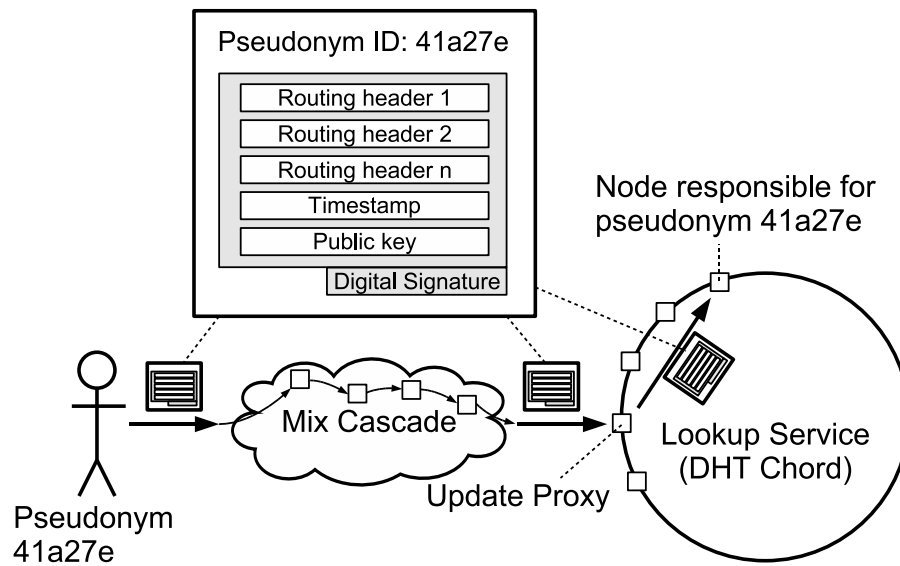 Pseudonym ID: 41a27e
Routing header 1
Routing header 2
Routing header n
Timestamp
Public key
Digital Signature
Node responsible for
pseudonym 41a27e
Mix Cascade
Lookup Service
(DHT Chord)
Update Proxy
Pseudonym
41a27e